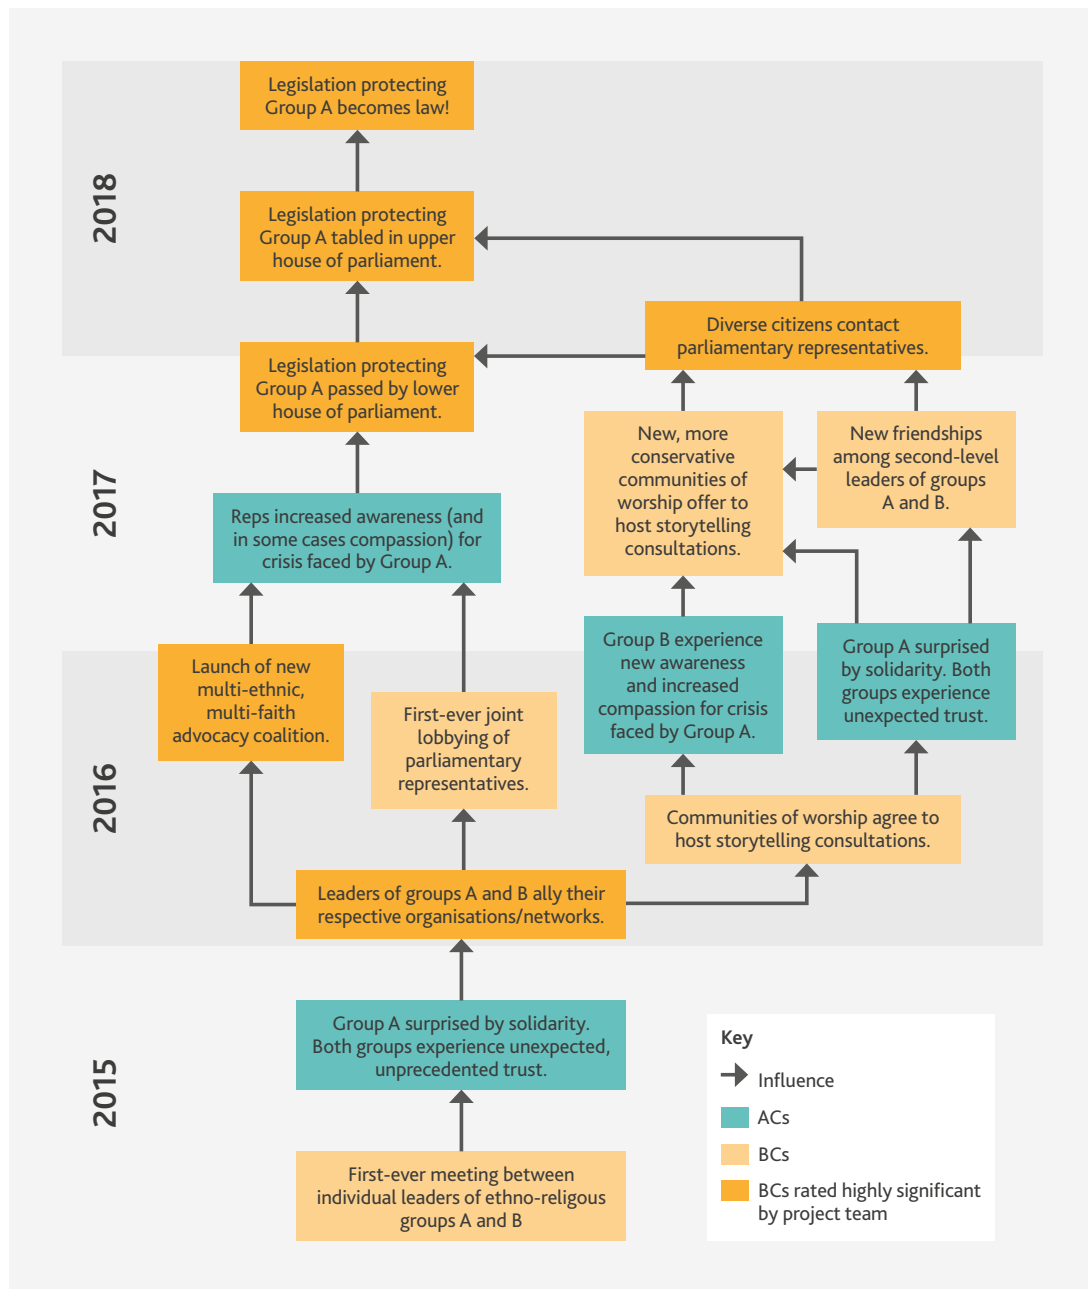 Legislation protecting
Group A becomes law!
2018
Legislation protecting
Group A tabled in upper
house of parliament.
Diverse citizens contact
parliamentary representatives.
Legislation protecting
Group A passed by lower
house of parliament.
New, more
conservative
communities of
worship offer to
host storytelling
consultations.
New friendships
among second-level
leaders of groups
A and B.
2017
Reps increased awareness (and
in some cases compassion) for
crisis faced by Group A.
Group B experience
new awareness
and increased
compassion for crisis
faced by Group A.
Group A surprised
by solidarity. Both
groups experience
unexpected trust.
Launch of new
multi-ethnic,
multi-faith
advocacy coalition.
First-ever joint
lobbying of
parliamentary
representatives.
2016
Communities of worship agree to
host storytelling consultations.
Leaders of groups A and B ally their
respective organisations/networks.
Group A surprised by solidarity.
Both groups experience unexpected,
unprecedented trust.
2015
First-ever meeting between
individual leaders of ethno-religous
groups A and B
Key
Influence
ACs
BCs
BCs rated highly significant
by project team